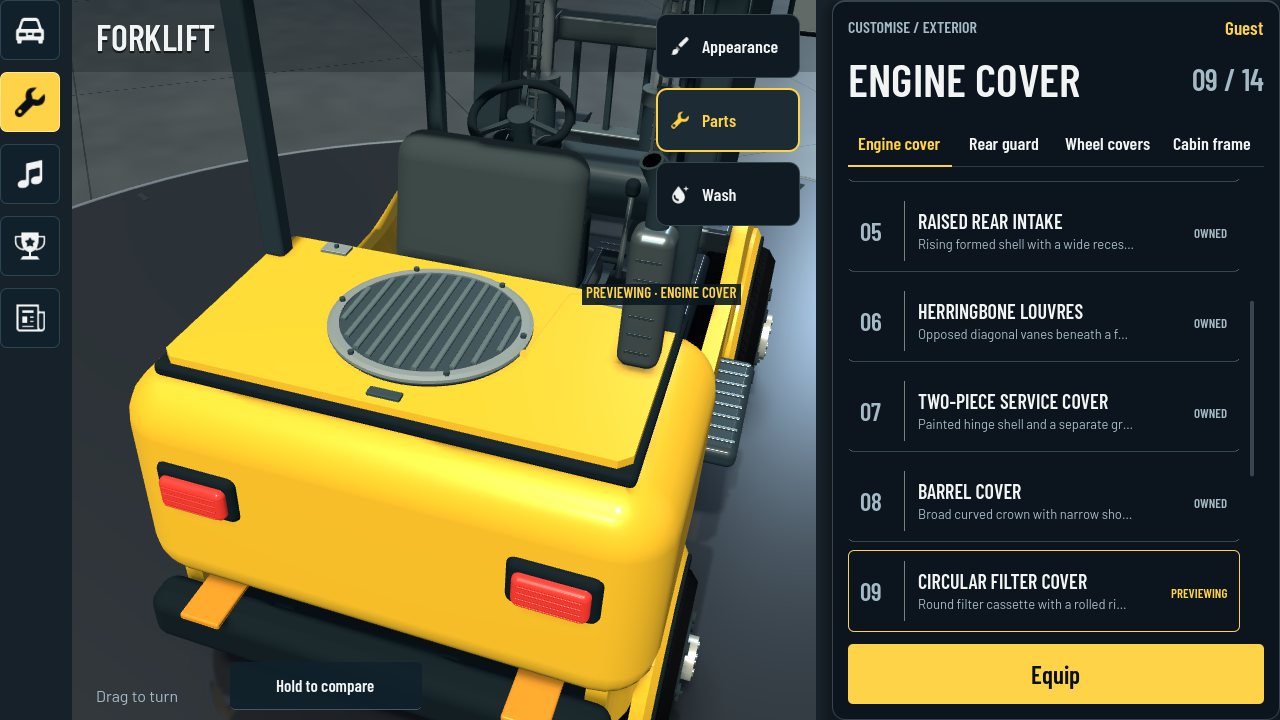 FORKLIFT
Appearance
Parts
Wash
PREVIEWING · ENGINE COVER
Hold to compare
Drag to turn
CUSTOMISE / EXTERIOR
Guest
ENGINE COVER
09 / 14
Engine cover
Rear guard
Wheel covers
Cabin frame
05
RAISED REAR INTAKE
Rising formed shell with a wide reces...
OWNED
06
HERRINGBONE LOUVRES
Opposed diagonal vanes beneath a f...
OWNED
07
TWO-PIECE SERVICE COVER
Painted hinge shell and a separate gr...
OWNED
08
BARREL COVER
Broad curved crown with narrow sho...
OWNED
09
CIRCULAR FILTER COVER
Round filter cassette with a rolled ri...
PREVIEWING
Equip